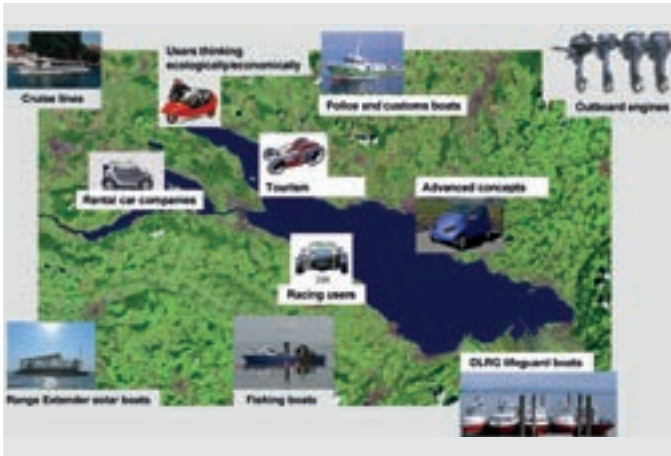 Users thinking
ecologically/economically
Cruise lines
Police and customs boats
Outboard engines
Rental car companies
Tourism
Advanced concepts
Racing users
Range Extender solar boats
Fishing boats
DLRG lifeguard boats